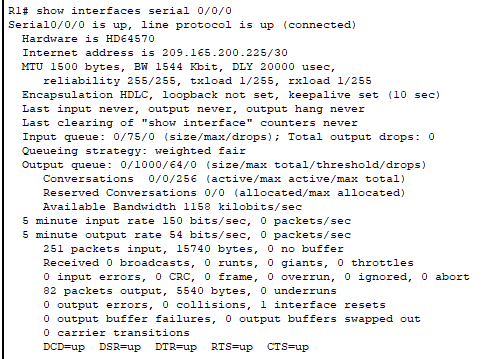 R1# show interfaces serial 0/0/0
Serial0/0/0 is up, line protocol is up (connected)
Hardware is HD64570
Internet address is 209.165.200.225/30
MTU 1500 bytes, BW 1544 Kbit, DLY 20000 usec,
reliability 255/255, txload 1/255, rxload 1/255
Encapsulation HDLC, loopback not set, keepalive set (10 sec)
Last input never, output never, output hang never
Last clearing of "show interface" counters never
Input queue: 0/75/0 (size/max/drops); Total output drops: 0
Queueing strategy: weighted fair
Output queue: 0/1000/64/0 (size/max total/threshold/drops)
Conversations 0/0/256 (active/max active/max total)
Reserved Conversations 0/0 (allocated/max allocated)
Available Bandwidth 1158 kilobits/sec
5 minute input rate 150 bits/sec, 0 packets/sec
5 minute output rate 54 bits/sec, 0 packets/sec
251 packets input, 15740 bytes, 0 no buffer
Received 0 broadcasts, 0 runts, 0 giants, 0 throttles
0 input errors, 0 CRC, 0 frame, 0 overrun, 0 ignored, 0 abort
82 packets output, 5540 bytes, 0 underruns
0 output errors, 0 collisions, 1 interface resets
0 output buffer failures, 0 output buffers swapped out
0 carrier transitions
DCD=up DSR=up DTR=up RTS=up CTS=up